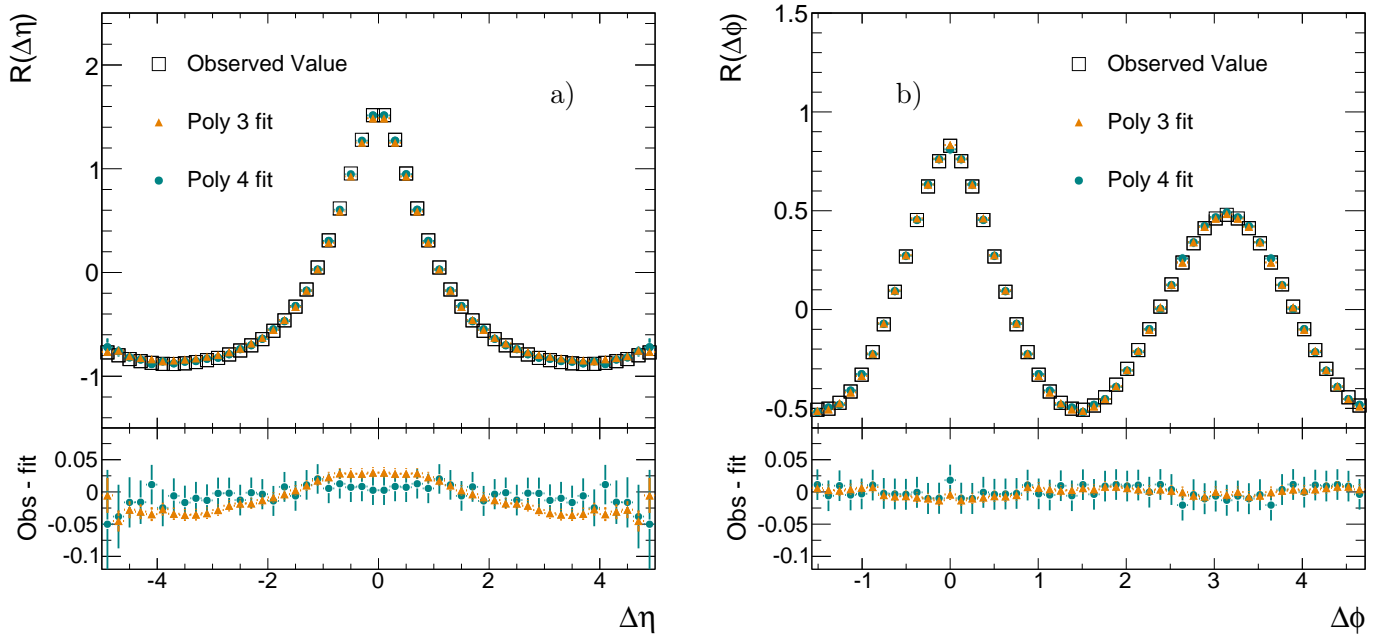 R(Δη)
2
1
0
-1
Observed Value
Poly 3 fit
Poly 4 fit
a)
Obs - fit
0.05
0
-0.05
-0.1
-4
-2
0
2
4
Δη
R(Δϕ)
1.5
1
0.5
0
-0.5
Observed Value
Poly 3 fit
Poly 4 fit
b)
Obs - fit
0.05
0
-0.05
-0.1
-1
0
1
2
3
4
Δϕ